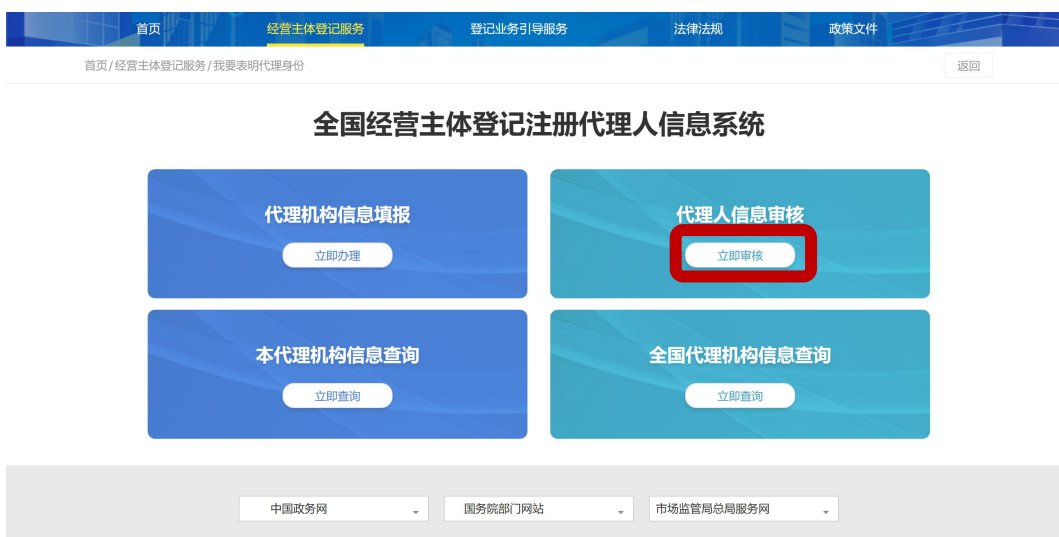 首页 经营主体登记服务 登记业务引导服务 法律法规 政策文件
首页/经营主体登记服务/我要表明代理身份 返回
全国经营主体登记注册代理人信息系统
代理机构信息填报
立即办理
代理人信息审核
立即审核
本代理机构信息查询
立即查询
全国代理机构信息查询
立即查询
中国政务网 国务院部门网站 市场监管局总局服务网